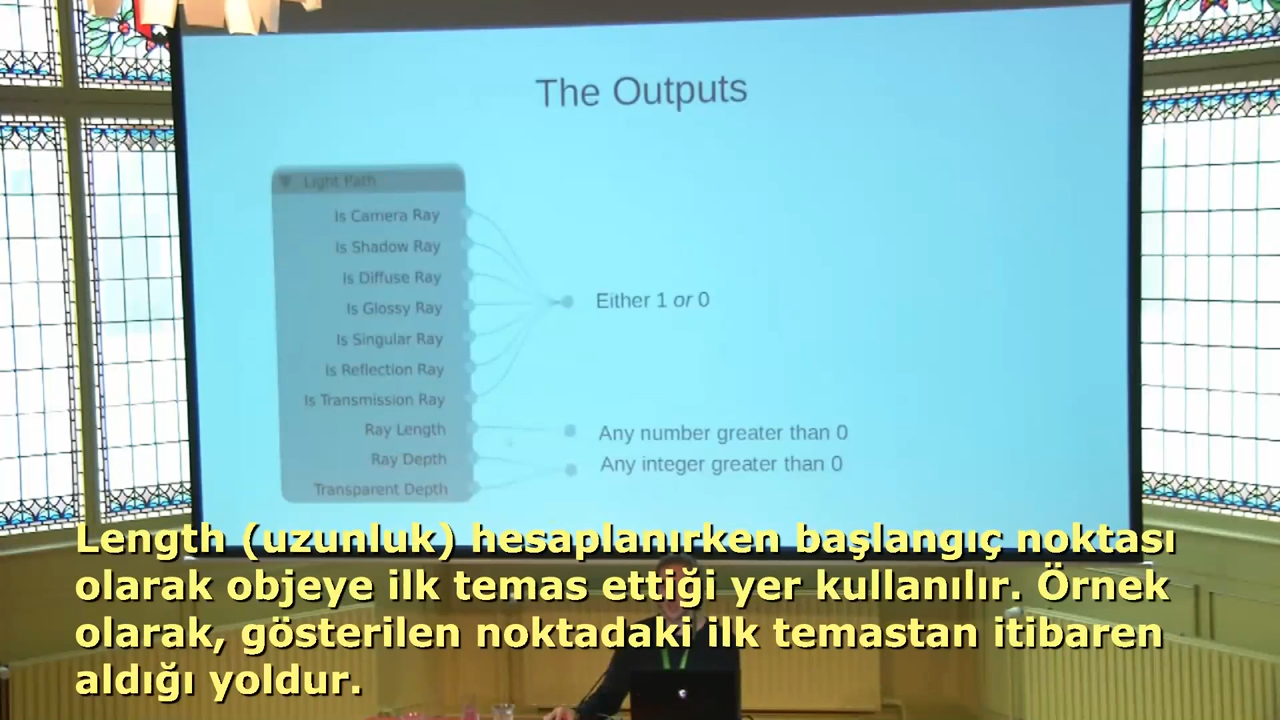 The Outputs
Light Path
Is Camera Ray
Is Shadow Ray
Is Diffuse Ray
Is Glossy Ray
Is Singular Ray
Is Reflection Ray
Is Transmission Ray
Ray Length
Ray Depth
Transparent Depth
Either 1 or 0
Any number greater than 0
Any integer greater than 0
Length (uzunluk) hesaplanırken başlangıç noktası
olarak objeye ilk temas ettiği yer kullanılır. Örnek
olarak, gösterilen noktadaki ilk temastan itibaren
aldığı yoldur.